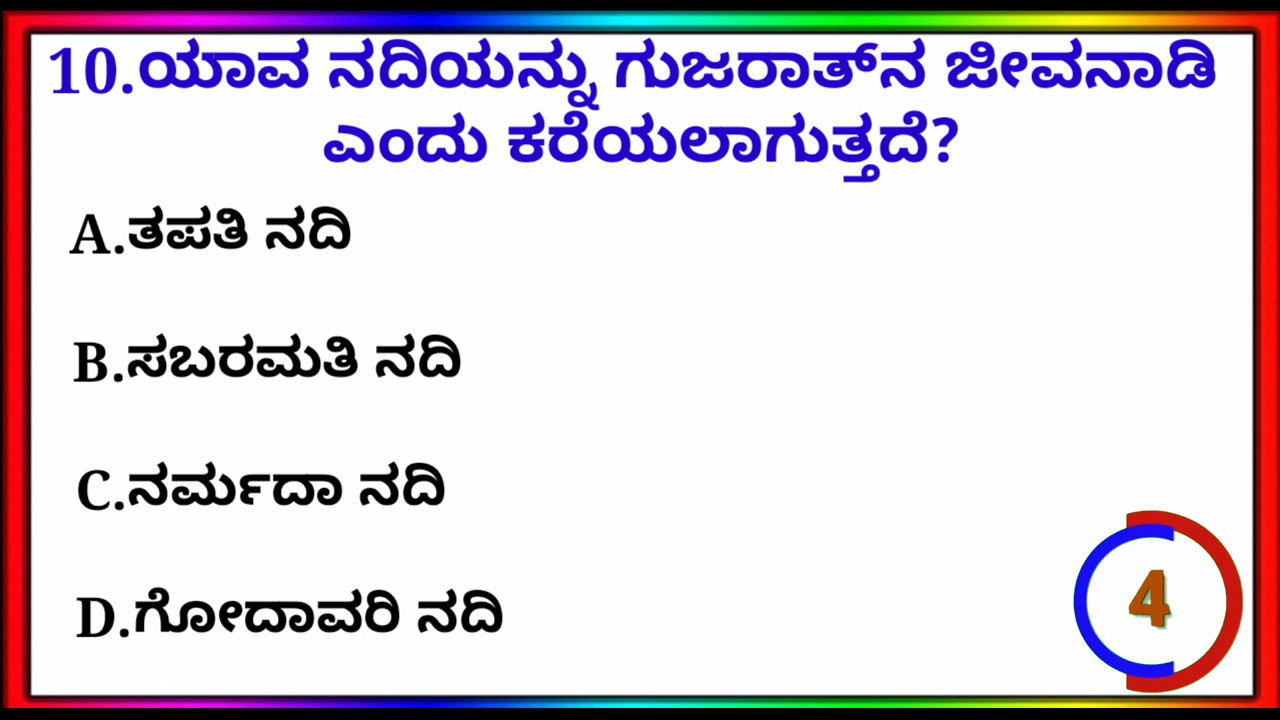 10.ಯಾವ ನದಿಯನ್ನು ಗುಜರಾತ್‌ನ ಜೀವನಾಡಿ
ಎಂದು ಕರೆಯಲಾಗುತ್ತದೆ?
A.ತಪತಿ ನದಿ
B.ಸಬರಮತಿ ನದಿ
C.ನರ್ಮದಾ ನದಿ
D.ಗೋದಾವರಿ ನದಿ
4